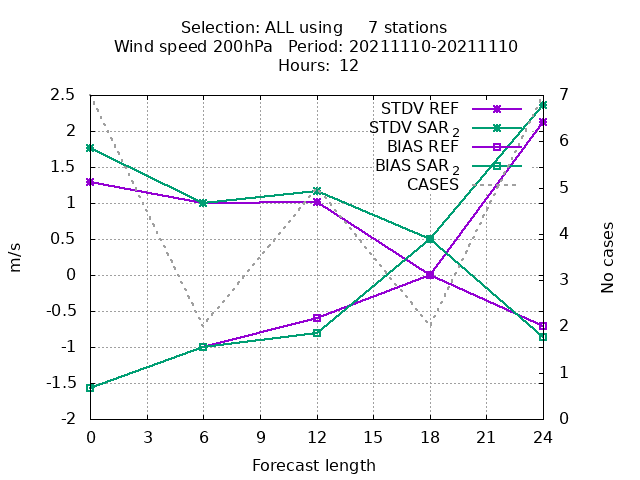 Selection: ALL using 7 stations
Wind speed 200hPa Period: 20211110-20211110
Hours: 12
STDV REF
STDV SAR 2
BIAS REF
BIAS SAR 2
CASES
2.5
2
1.5
1
0.5
0
-0.5
-1
-1.5
-2
m/s
7
6
5
4
3
2
1
0
No cases
0 3 6 9 12 15 18 21 24
Forecast length